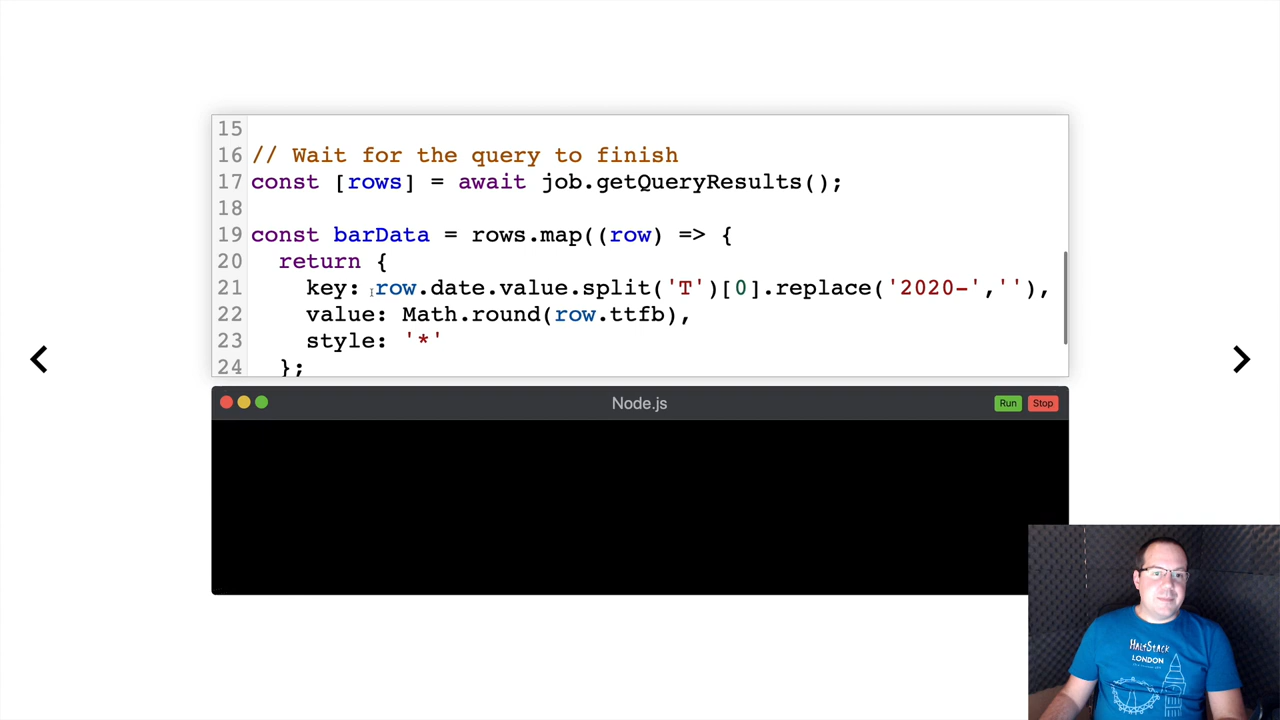 15
16 // Wait for the query to finish
17 const [rows] = await job.getQueryResults();
18
19 const barData = rows.map((row) => {
20   return {
21     key: row.date.value.split('T')[0].replace('2020-',''),
22     value: Math.round(row.ttfb),
23     style: '*'
24   };
Node.js
Run Stop
HalfStack
LONDON